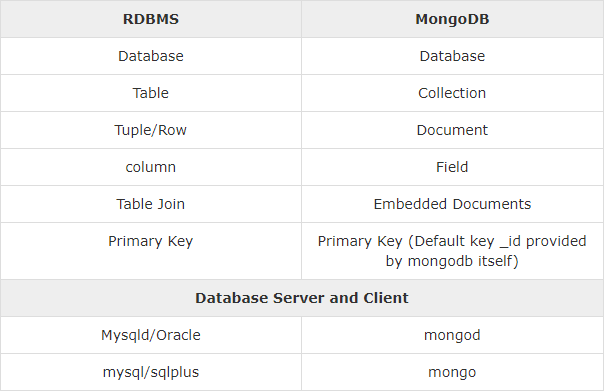 RDBMS MongoDB
Database Database
Table Collection
Tuple/Row Document
column Field
Table Join Embedded Documents
Primary Key Primary Key (Default key _id provided
by mongodb itself)
Database Server and Client
Mysqld/Oracle mongod
mysql/sqlplus mongo